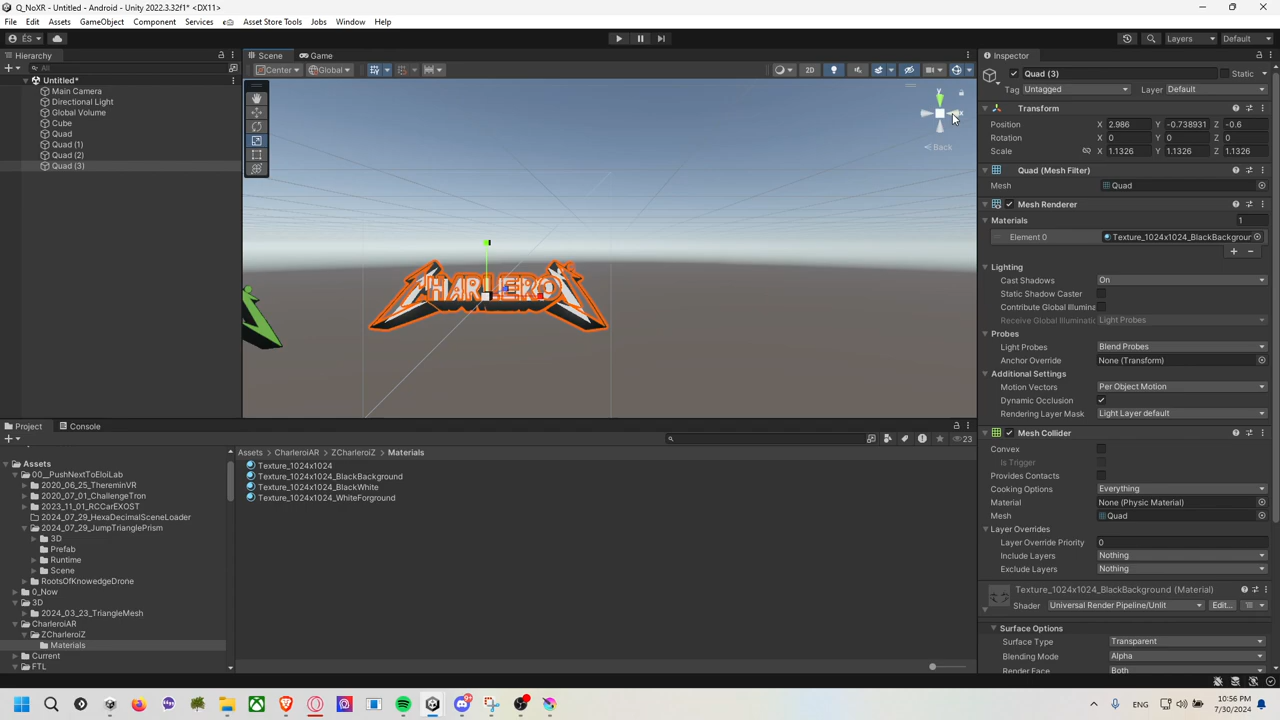 Q_NoXR - Untitled - Android - Unity 2022.3.32f1* <DX11>
File Edit Assets GameObject Component Services Asset Store Tools Jobs Window Help
ÉS Layers Default
Hierarchy Scene Game Inspector
All Center Global 2D
Untitled*
Main Camera
Directional Light
Global Volume
Cube
Quad
Quad (1)
Quad (2)
Quad (3)
y
Back
CHARLEROI
Quad (3) Static
Tag Untagged Layer Default
Transform
Position X 2.986 Y -0.738931 Z -0.6
Rotation X 0 Y 0 Z 0
Scale X 1.1326 Y 1.1326 Z 1.1326
Quad (Mesh Filter)
Mesh Quad
Mesh Renderer
Materials 1
Element 0 Texture_1024x1024_BlackBackgroun
Lighting
Cast Shadows On
Static Shadow Caster
Contribute Global Illumina
Receive Global Illuminatic Light Probes
Probes
Light Probes Blend Probes
Anchor Override None (Transform)
Additional Settings
Motion Vectors Per Object Motion
Dynamic Occlusion
Rendering Layer Mask Light Layer default
Mesh Collider
Convex
Is Trigger
Provides Contacts
Cooking Options Everything
Material None (Physic Material)
Mesh Quad
Layer Overrides
Layer Override Priority 0
Include Layers Nothing
Exclude Layers Nothing
Texture_1024x1024_BlackBackground (Material)
Shader Universal Render Pipeline/Unlit Edit...
Surface Options
Surface Type Transparent
Blending Mode Alpha
Render Face Both
Project Console
23
Assets
00__PushNextToEloiLab
2020_06_25_ThereminVR
2020_07_01_ChallengeTron
2023_11_01_RCCarEXOST
2024_07_29_HexaDecimalSceneLoader
2024_07_29_JumpTrianglePrism
3D
Prefab
Runtime
Scene
RootsOfKnowedgeDrone
0_Now
3D
2024_03_23_TriangleMesh
CharleroiAR
ZCharleroiZ
Materials
Current
FTL
Assets > CharleroiAR > ZCharleroiZ > Materials
Texture_1024x1024
Texture_1024x1024_BlackBackground
Texture_1024x1024_BlackWhite
Texture_1024x1024_WhiteForground
ENG
10:56 PM
7/30/2024